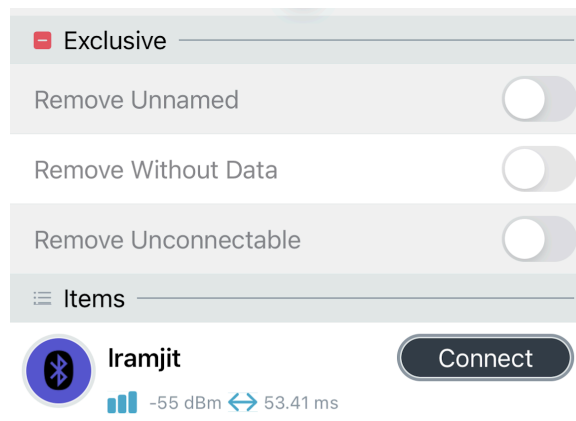 Exclusive
Remove Unnamed
Remove Without Data
Remove Unconnectable
Items
Iramjit
Connect
-55 dBm 53.41 ms